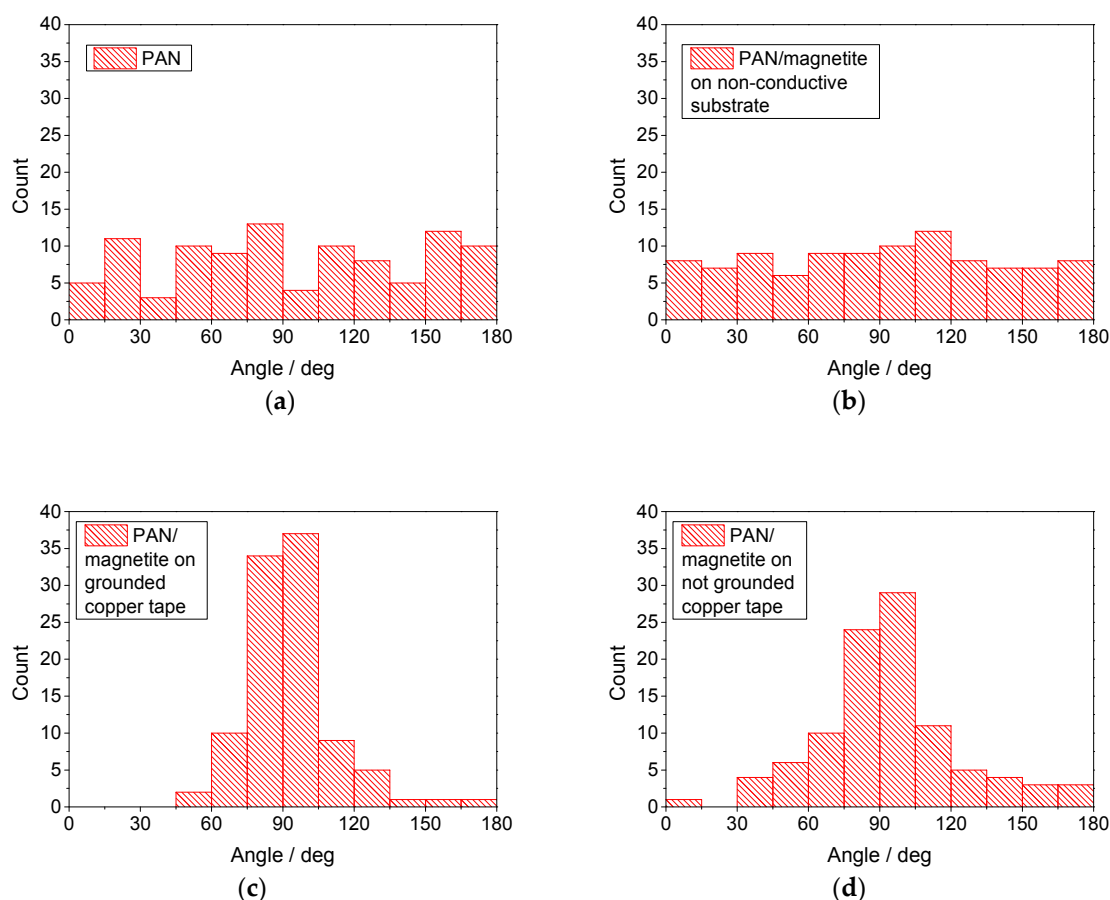 40
35
30
25
20
15
10
5
0
Count
PAN
0 30 60 90 120 150 180
Angle / deg
(a)
40
35
30
25
20
15
10
5
0
Count
PAN/magnetite
on non-conductive
substrate
0 30 60 90 120 150 180
Angle / deg
(b)
40
35
30
25
20
15
10
5
0
Count
PAN/
magnetite on
grounded
copper tape
0 30 60 90 120 150 180
Angle / deg
(c)
40
35
30
25
20
15
10
5
0
Count
PAN/
magnetite on
not grounded
copper tape
0 30 60 90 120 150 180
Angle / deg
(d)